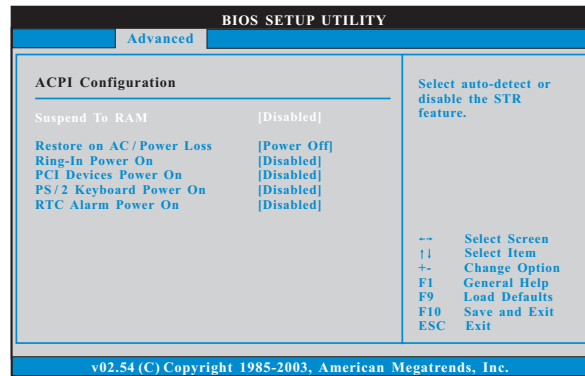 BIOS SETUP UTILITY
Advanced
ACPI Configuration
Suspend To RAM [Disabled]
Restore on AC / Power Loss [Power Off]
Ring-In Power On [Disabled]
PCI Devices Power On [Disabled]
PS / 2 Keyboard Power On [Disabled]
RTC Alarm Power On [Disabled]
Select auto-detect or
disable the STR
feature.
←→ Select Screen
↑↓ Select Item
+- Change Option
F1 General Help
F9 Load Defaults
F10 Save and Exit
ESC Exit
v02.54 (C) Copyright 1985-2003, American Megatrends, Inc.